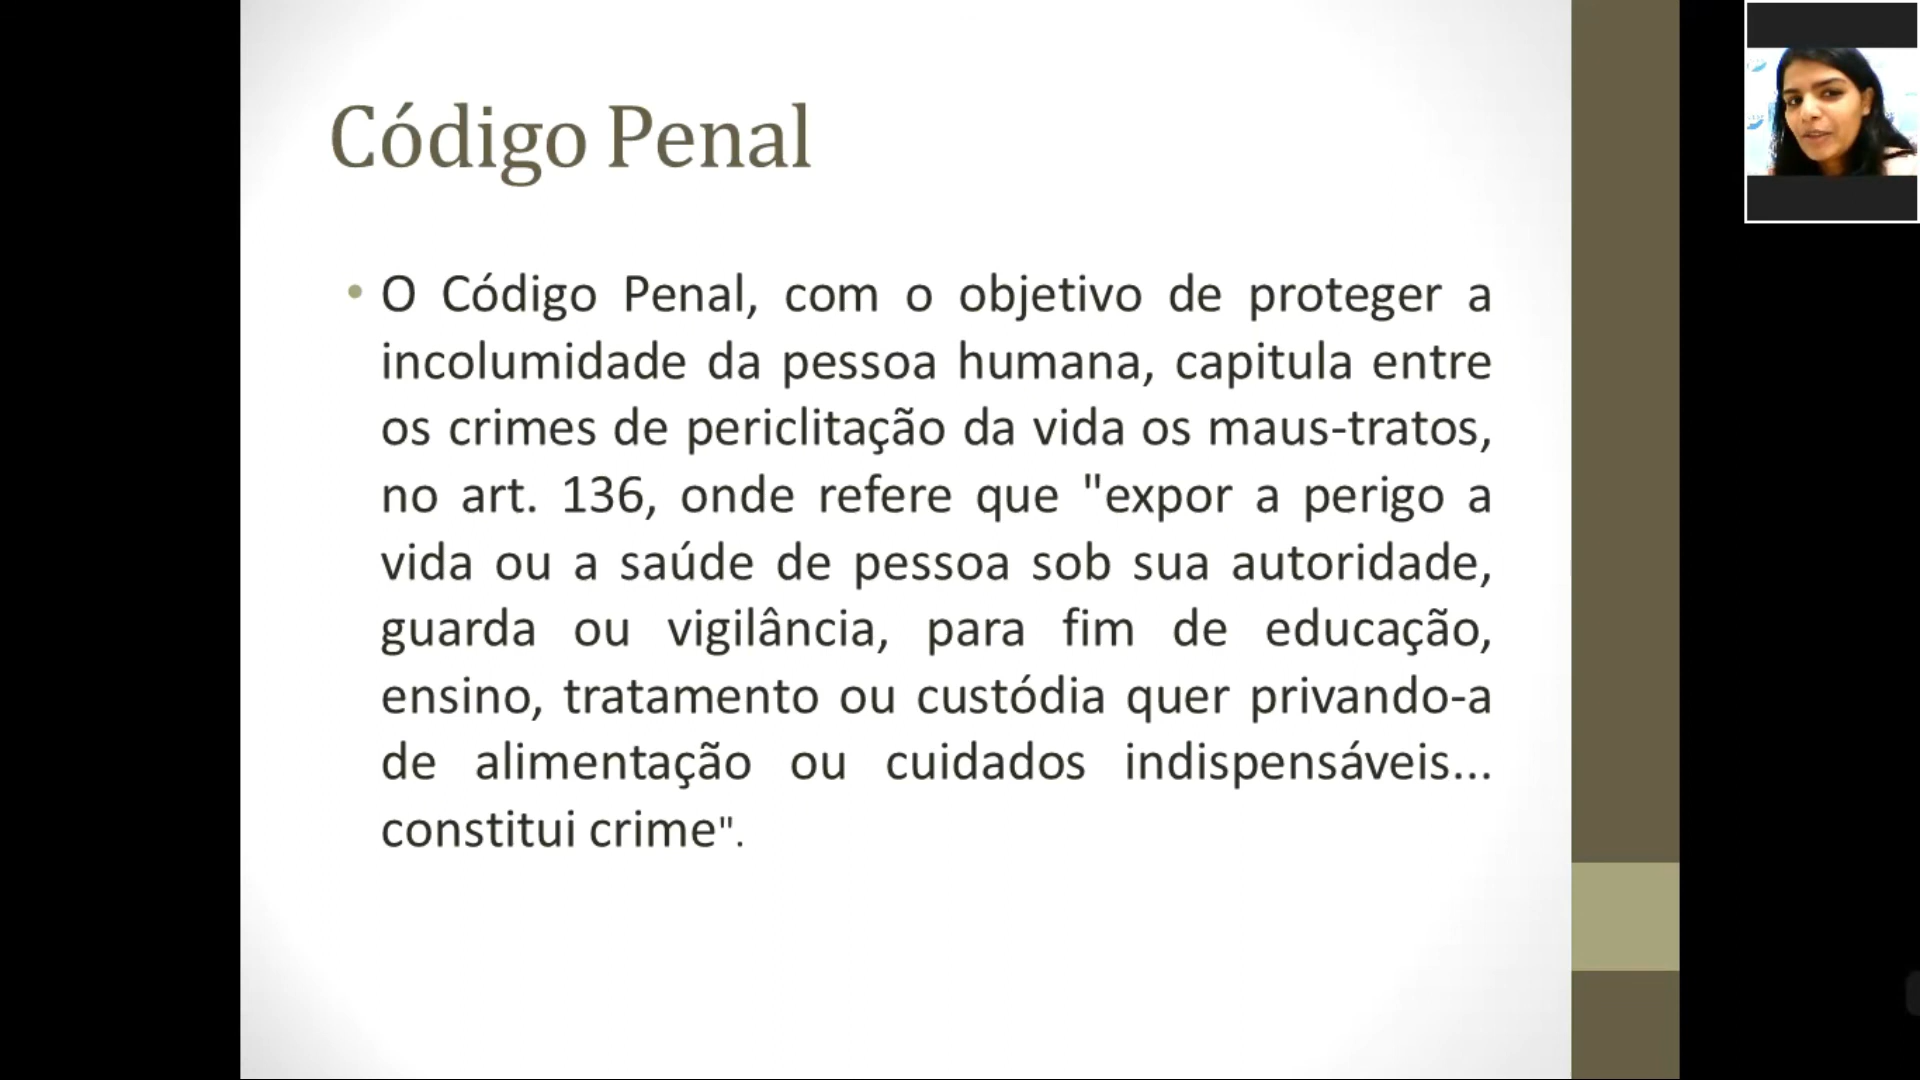 Código Penal
• O Código Penal, com o objetivo de proteger a
incolumidade da pessoa humana, capitula entre
os crimes de periclitação da vida os maus-tratos,
no art. 136, onde refere que "expor a perigo a
vida ou a saúde de pessoa sob sua autoridade,
guarda ou vigilância, para fim de educação,
ensino, tratamento ou custódia quer privando-a
de alimentação ou cuidados indispensáveis...
constitui crime".